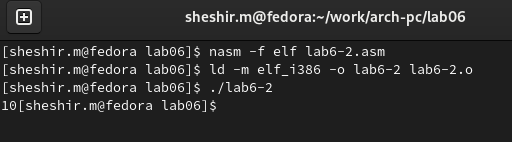 sheshir.m@fedora:~/work/arch-pc/lab06
[sheshir.m@fedora lab06]$ nasm -f elf lab6-2.asm
[sheshir.m@fedora lab06]$ ld -m elf_i386 -o lab6-2 lab6-2.o
[sheshir.m@fedora lab06]$ ./lab6-2
10[sheshir.m@fedora lab06]$